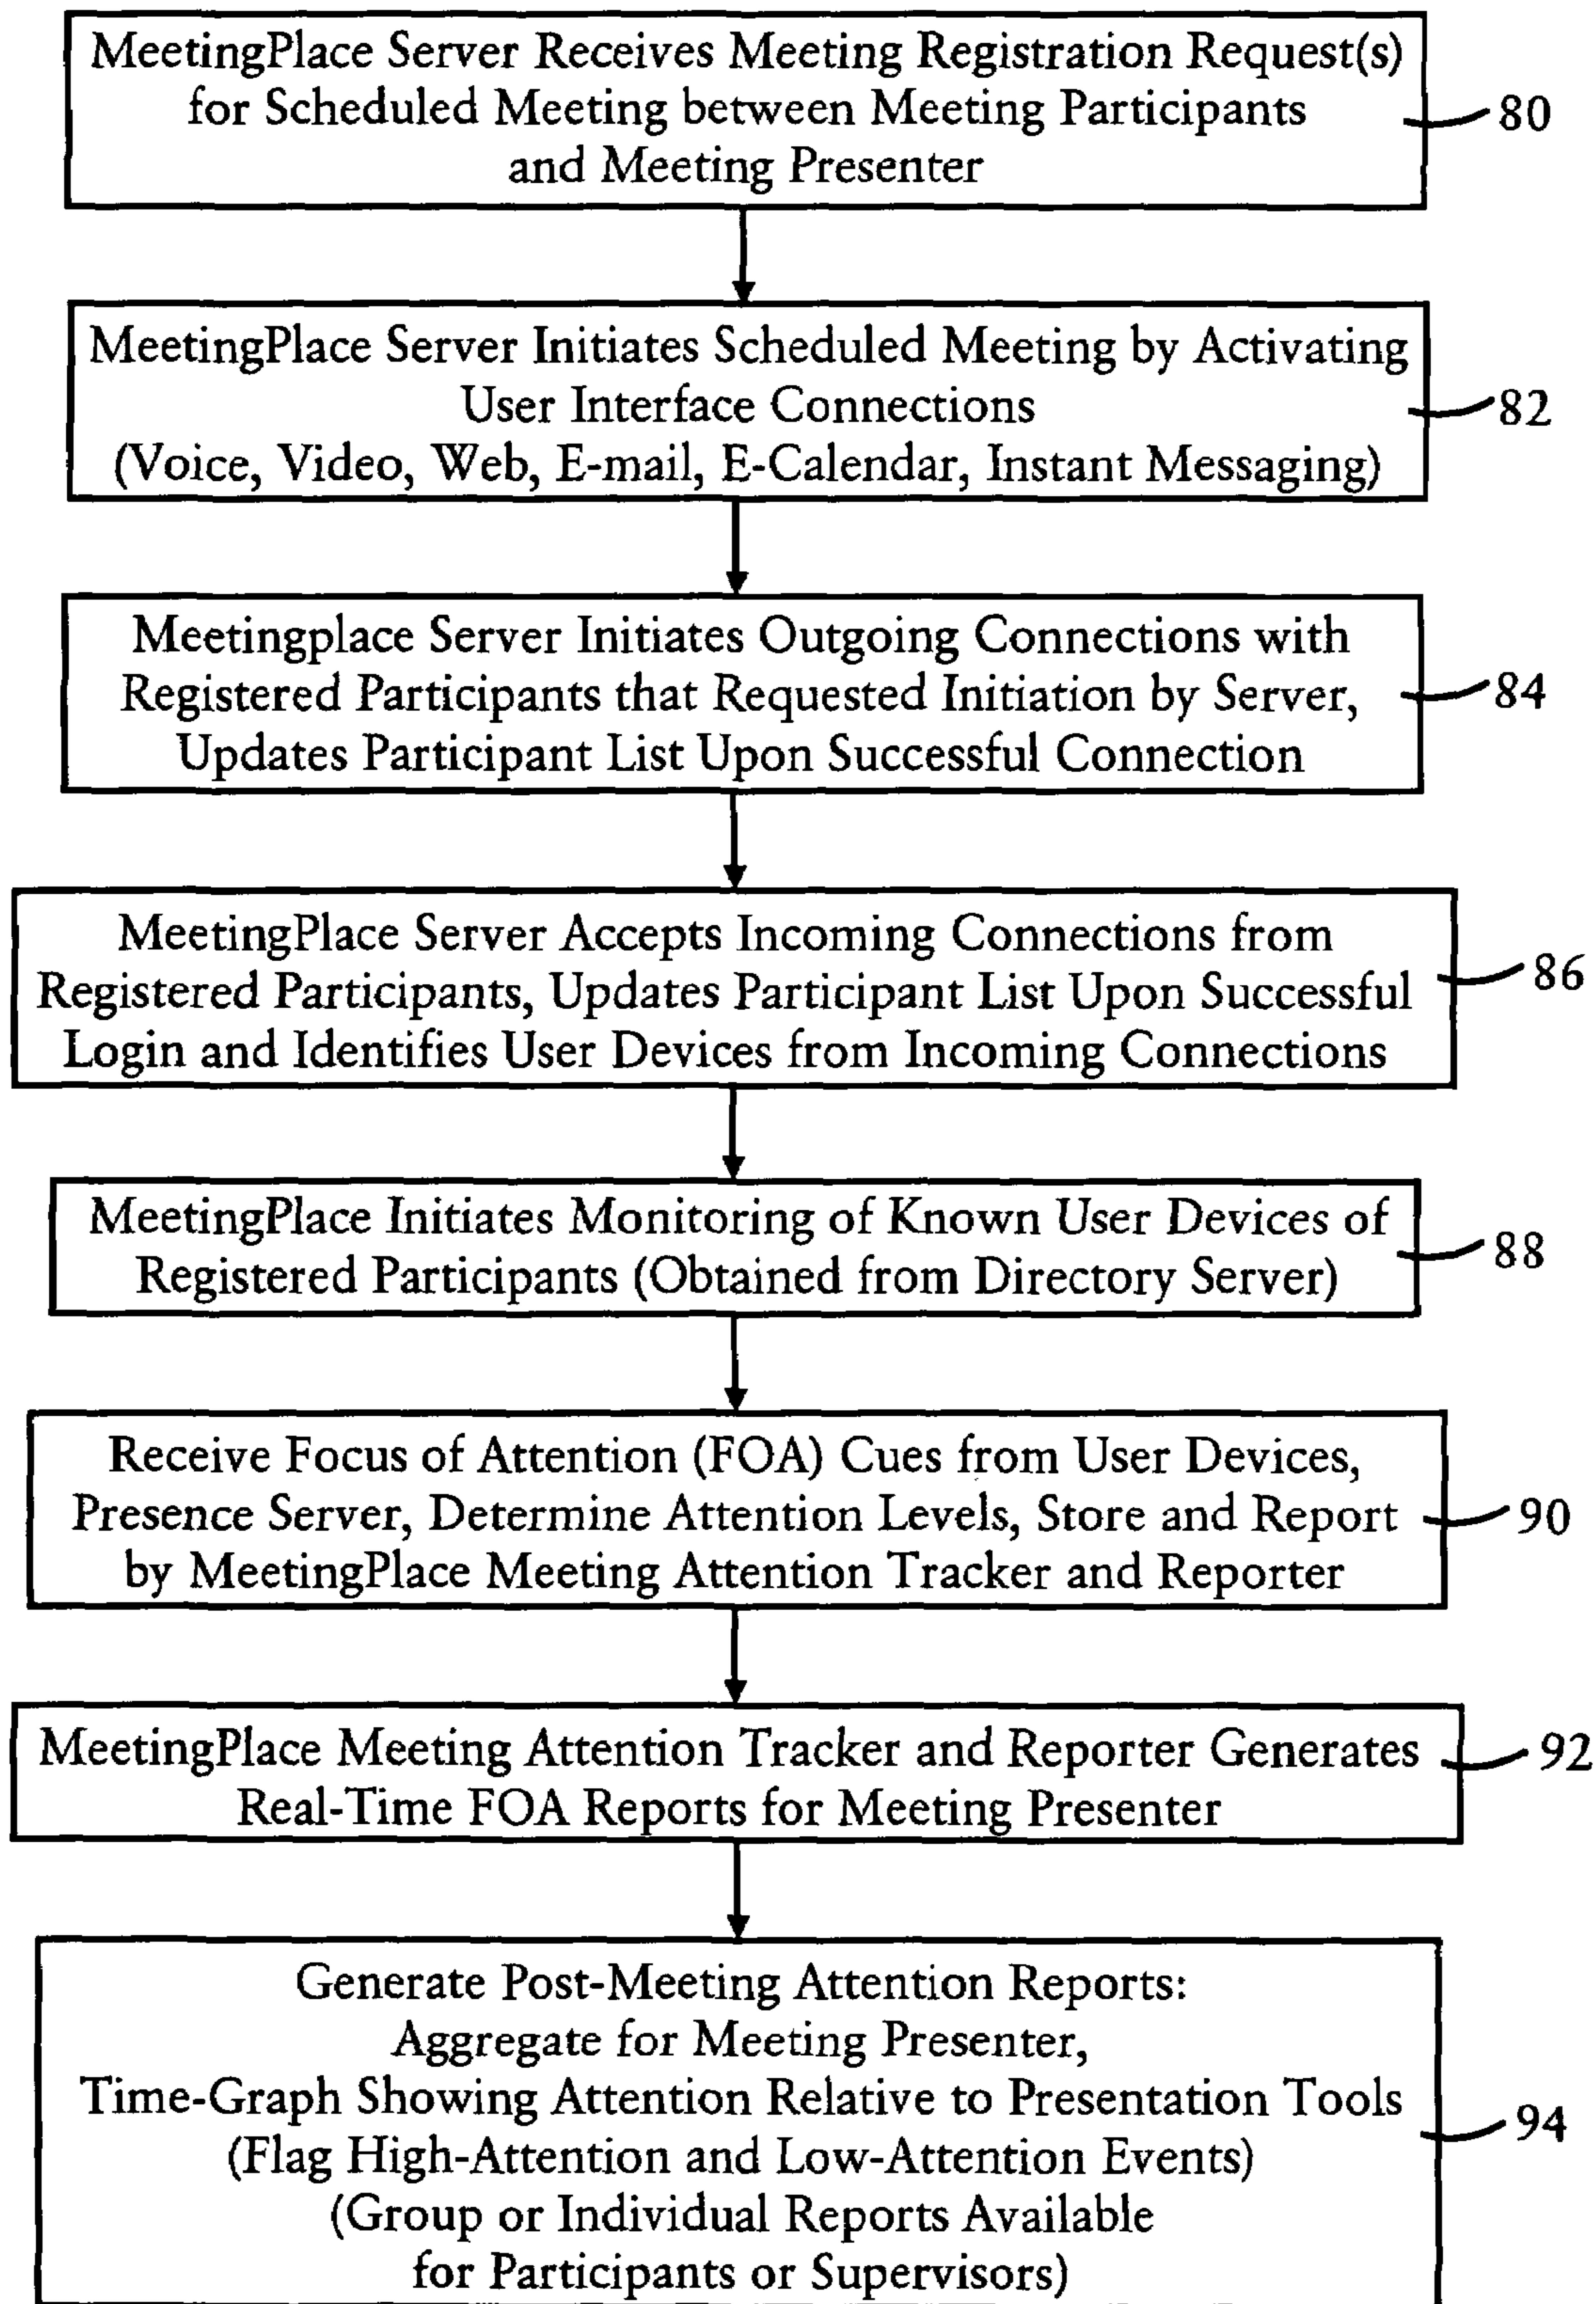 MeetingPlace Server Receives Meeting Registration Request(s)
for Scheduled Meeting between Meeting Participants
and Meeting Presenter
80
MeetingPlace Server Initiates Scheduled Meeting by Activating
User Interface Connections
(Voice, Video, Web, E-mail, E-Calendar, Instant Messaging)
82
Meetingplace Server Initiates Outgoing Connections with
Registered Participants that Requested Initiation by Server,
Updates Participant List Upon Successful Connection
84
MeetingPlace Server Accepts Incoming Connections from
Registered Participants, Updates Participant List Upon Successful
Login and Identifies User Devices from Incoming Connections
86
MeetingPlace Initiates Monitoring of Known User Devices of
Registered Participants (Obtained from Directory Server)
88
Receive Focus of Attention (FOA) Cues from User Devices,
Presence Server, Determine Attention Levels, Store and Report
by MeetingPlace Meeting Attention Tracker and Reporter
90
MeetingPlace Meeting Attention Tracker and Reporter Generates
Real-Time FOA Reports for Meeting Presenter
92
Generate Post-Meeting Attention Reports:
Aggregate for Meeting Presenter,
Time-Graph Showing Attention Relative to Presentation Tools
(Flag High-Attention and Low-Attention Events)
(Group or Individual Reports Available
for Participants or Supervisors)
94